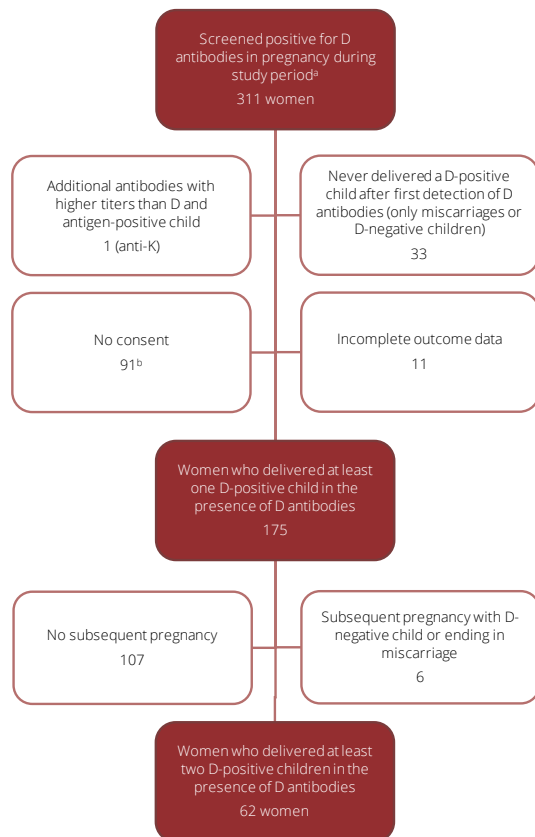 Screened positive for D
antibodies in pregnancy during
study periodᵃ
311 women
Additional antibodies with
higher titers than D and
antigen-positive child
1 (anti-K)
Never delivered a D-positive
child after first detection of D
antibodies (only miscarriages or
D-negative children)
33
No consent
91ᵇ
Incomplete outcome data
11
Women who delivered at least
one D-positive child in the
presence of D antibodies
175
No subsequent pregnancy
107
Subsequent pregnancy with D-
negative child or ending in
miscarriage
6
Women who delivered at least
two D-positive children in the
presence of D antibodies
62 women